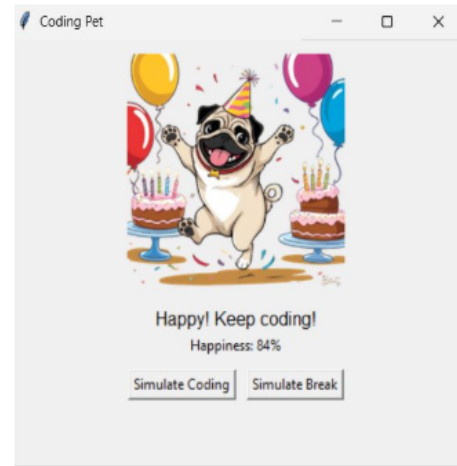 Coding Pet
Happy! Keep coding!
Happiness: 84%
Simulate Coding
Simulate Break